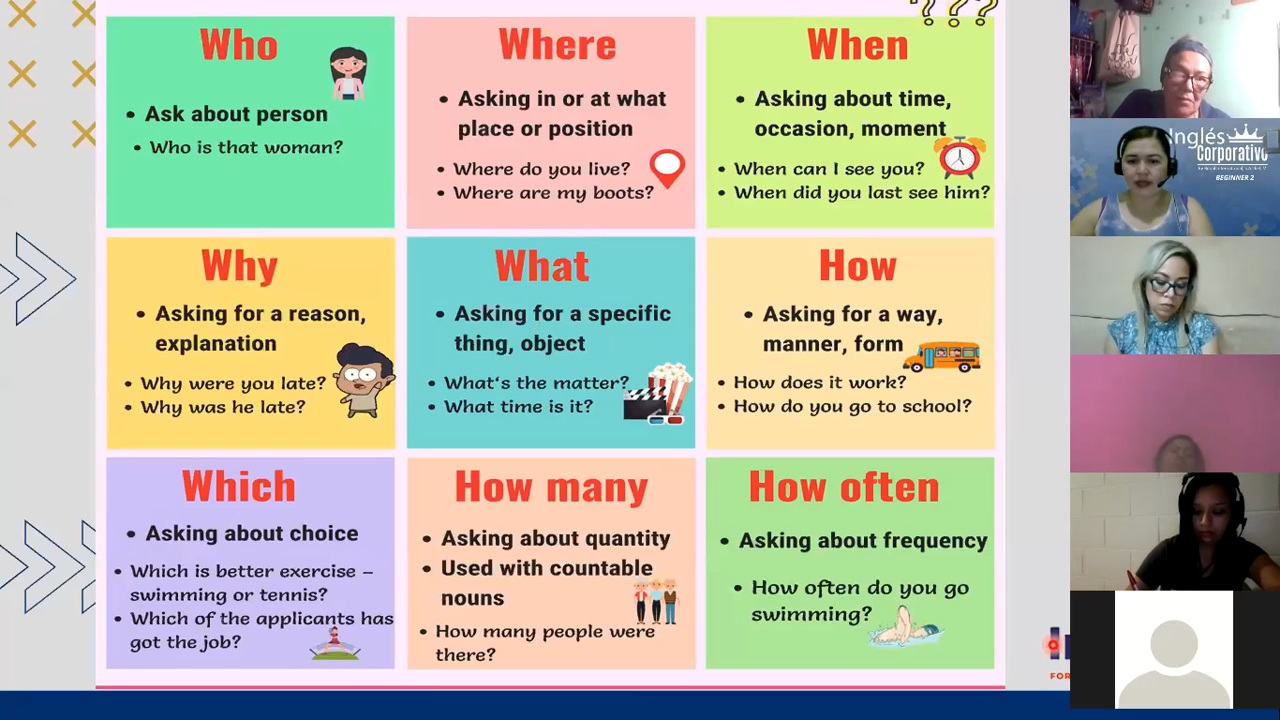 ???
Who
Ask about person
Who is that woman?
Where
Asking in or at what
place or position
Where do you live?
Where are my boots?
When
Asking about time,
occasion, moment
When can I see you?
When did you last see him?
Why
Asking for a reason,
explanation
Why were you late?
Why was he late?
What
Asking for a specific
thing, object
What's the matter?
What time is it?
How
Asking for a way,
manner, form
How does it work?
How do you go to school?
Which
Asking about choice
Which is better exercise –
swimming or tennis?
Which of the applicants has
got the job?
How many
Asking about quantity
Used with countable
nouns
How many people were
there?
How often
Asking about frequency
How often do you go
swimming?
Inglés
Corporativo
BEGINNER 2
FOR